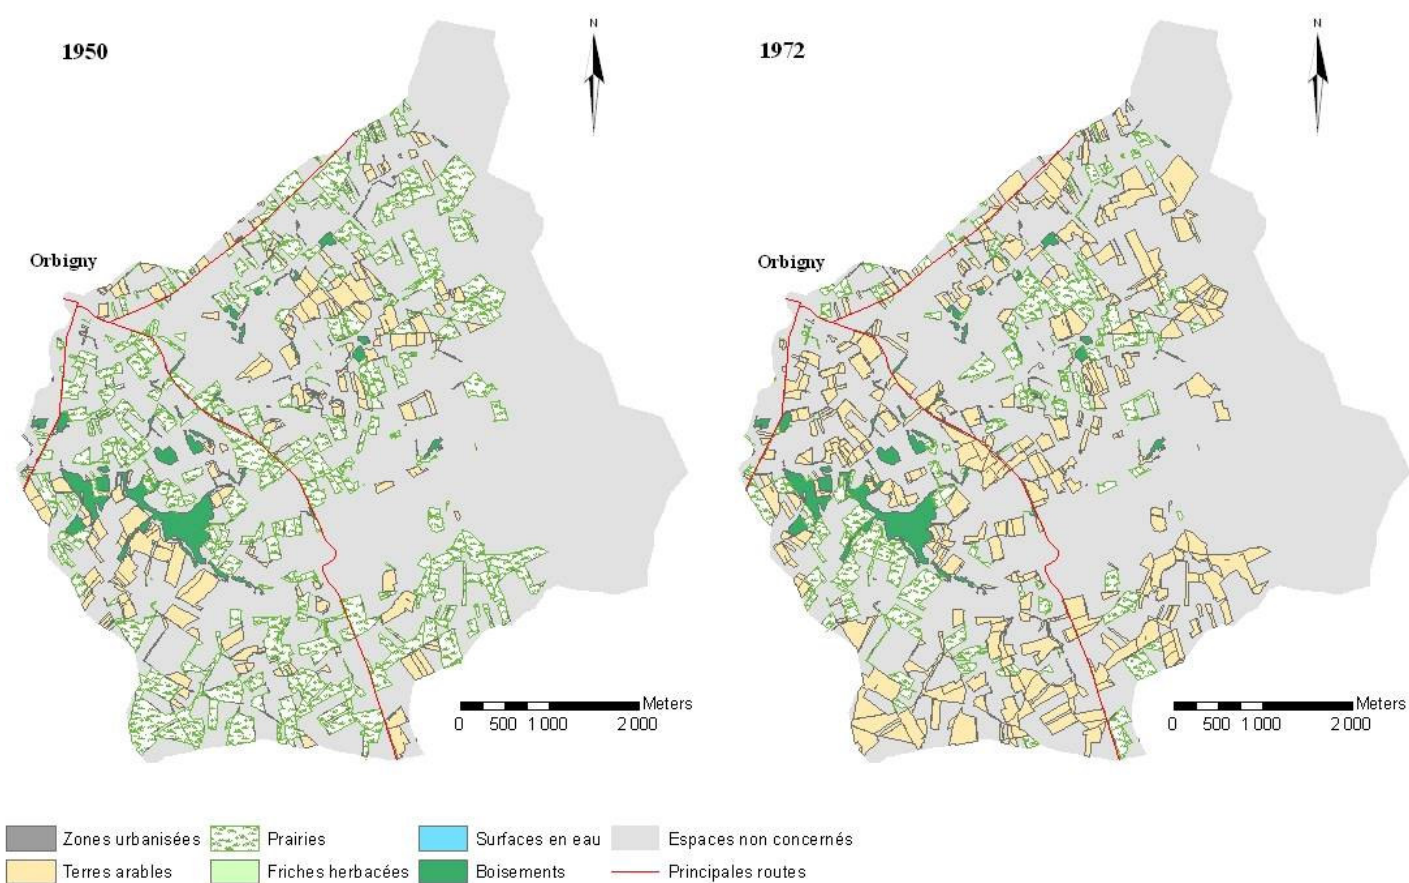 1950
N
1972
N
Orbigny
Orbigny
Meters
0 500 1 000 2 000
Meters
0 500 1 000 2 000
Zones urbanisées Prairies Surfaces en eau Espaces non concernés
Terres arables Friches herbacées Boisements Principales routes